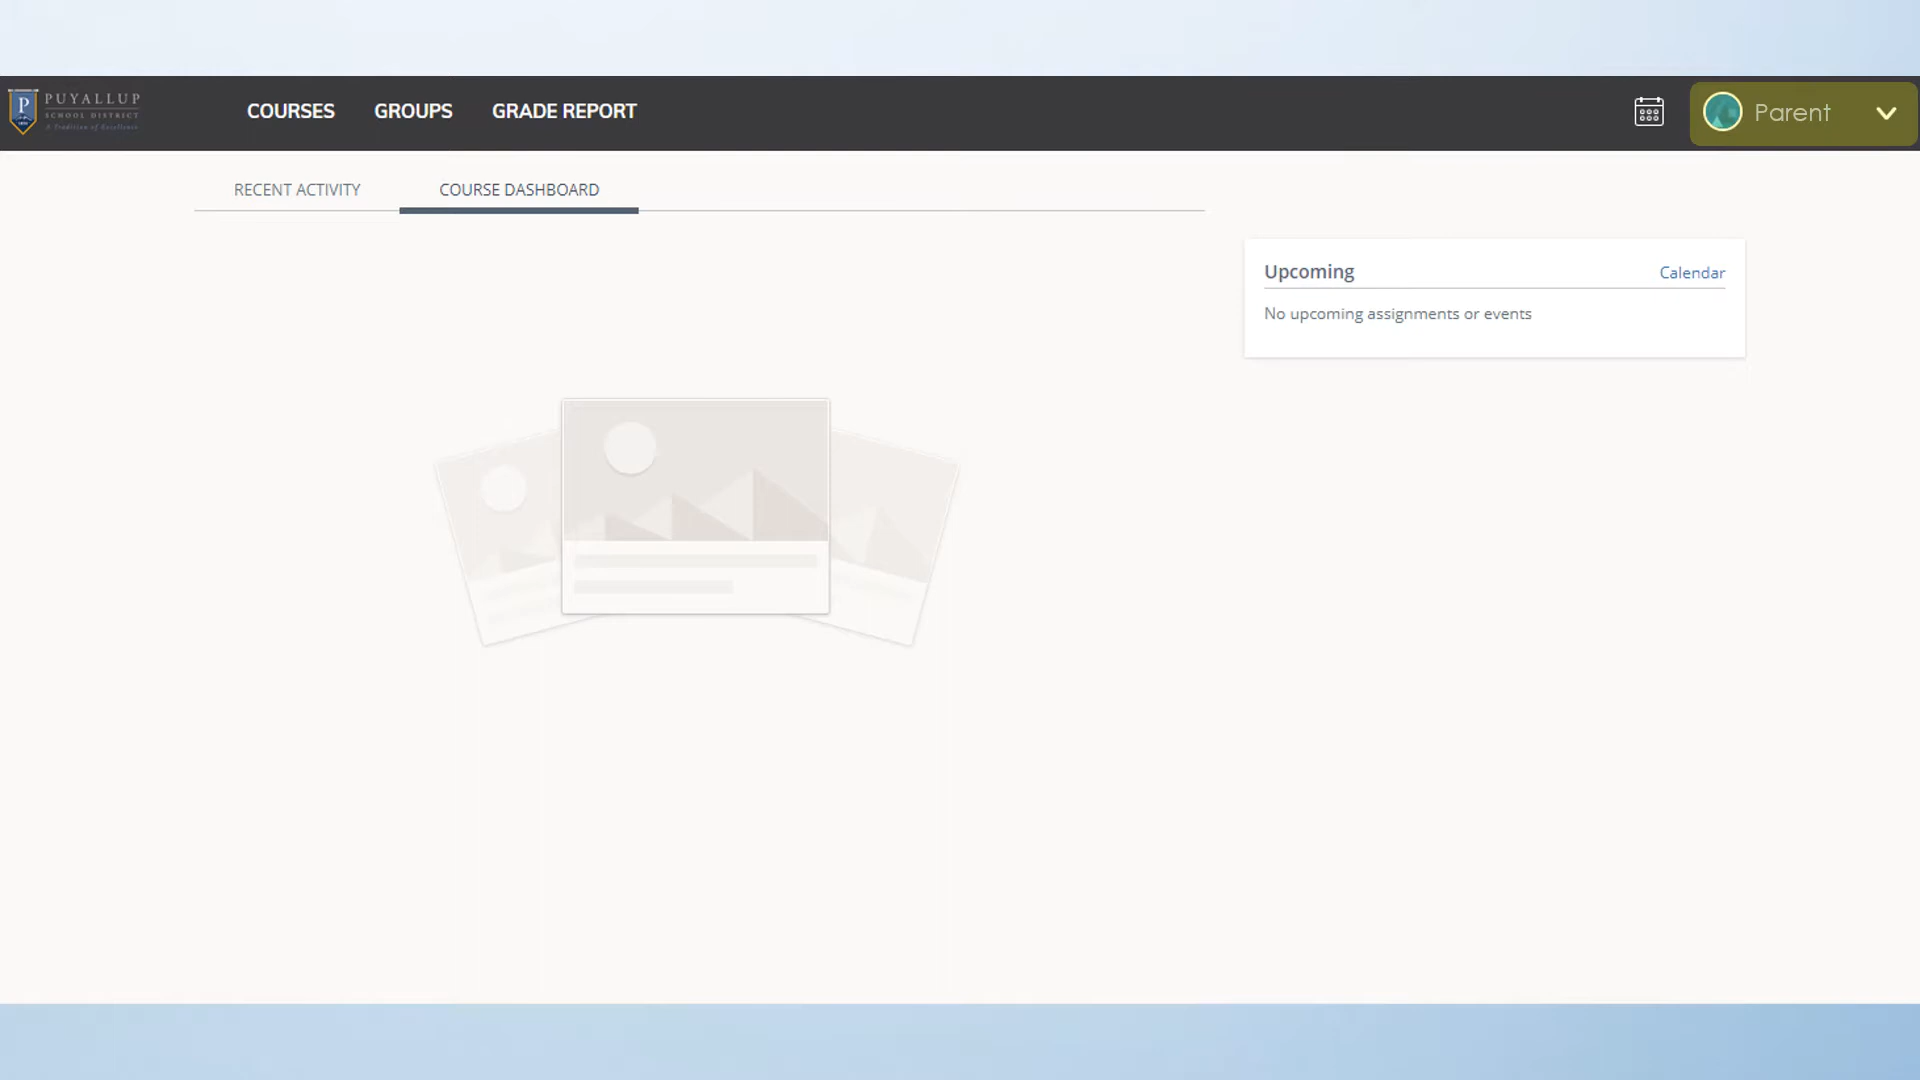 PUYALLUP
SCHOOL DISTRICT
A Tradition of Excellence
COURSES
GROUPS
GRADE REPORT
Parent
RECENT ACTIVITY
COURSE DASHBOARD
Upcoming
Calendar
No upcoming assignments or events
P